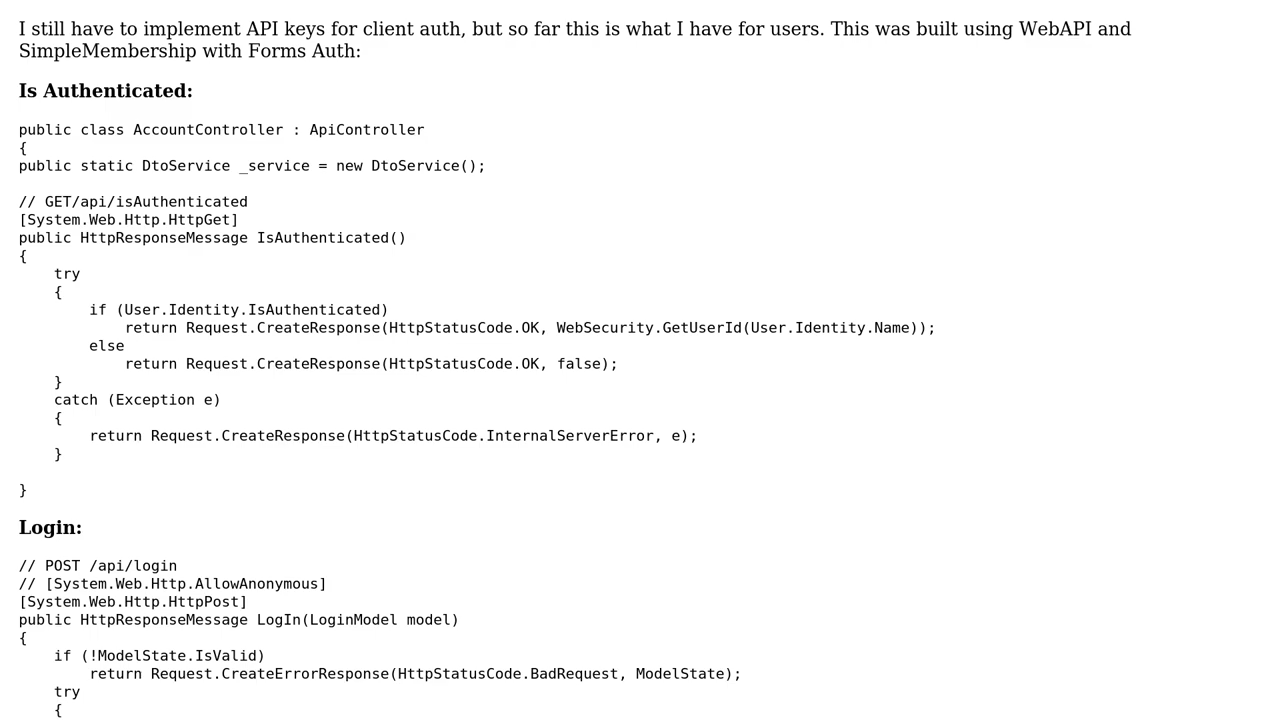 I still have to implement API keys for client auth, but so far this is what I have for users. This was built using WebAPI and
SimpleMembership with Forms Auth:
Is Authenticated:
public class AccountController : ApiController
{
public static DtoService _service = new DtoService();
// GET/api/isAuthenticated
[System.Web.Http.HttpGet]
public HttpResponseMessage IsAuthenticated()
{
    try
    {
        if (User.Identity.IsAuthenticated)
            return Request.CreateResponse(HttpStatusCode.OK, WebSecurity.GetUserId(User.Identity.Name));
        else
            return Request.CreateResponse(HttpStatusCode.OK, false);
    }
    catch (Exception e)
    {
        return Request.CreateResponse(HttpStatusCode.InternalServerError, e);
    }
}
Login:
// POST /api/login
// [System.Web.Http.AllowAnonymous]
[System.Web.Http.HttpPost]
public HttpResponseMessage LogIn(LoginModel model)
{
    if (!ModelState.IsValid)
        return Request.CreateErrorResponse(HttpStatusCode.BadRequest, ModelState);
    try
    {